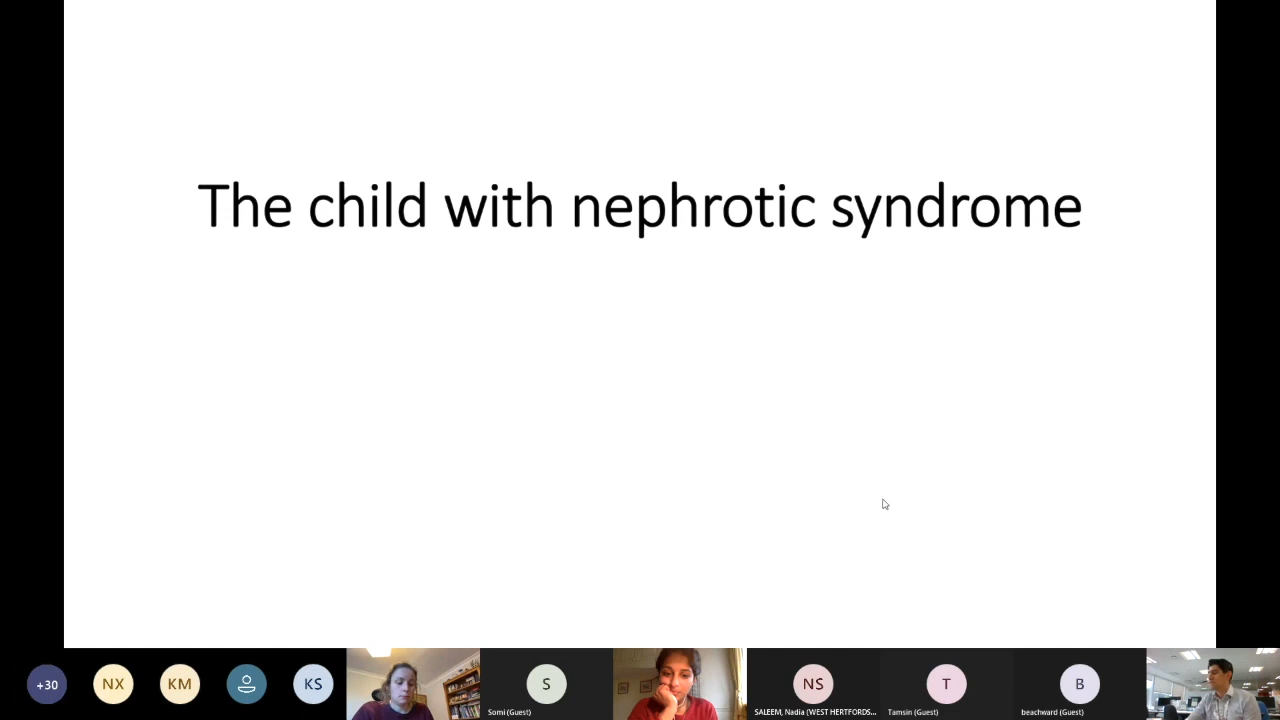 The child with nephrotic syndrome
+30
NX
KM
KS
S
Somi (Guest)
NS
SALEEM, Nadia (WEST HERTFORDS...
T
Tamsin (Guest)
B
beachward (Guest)